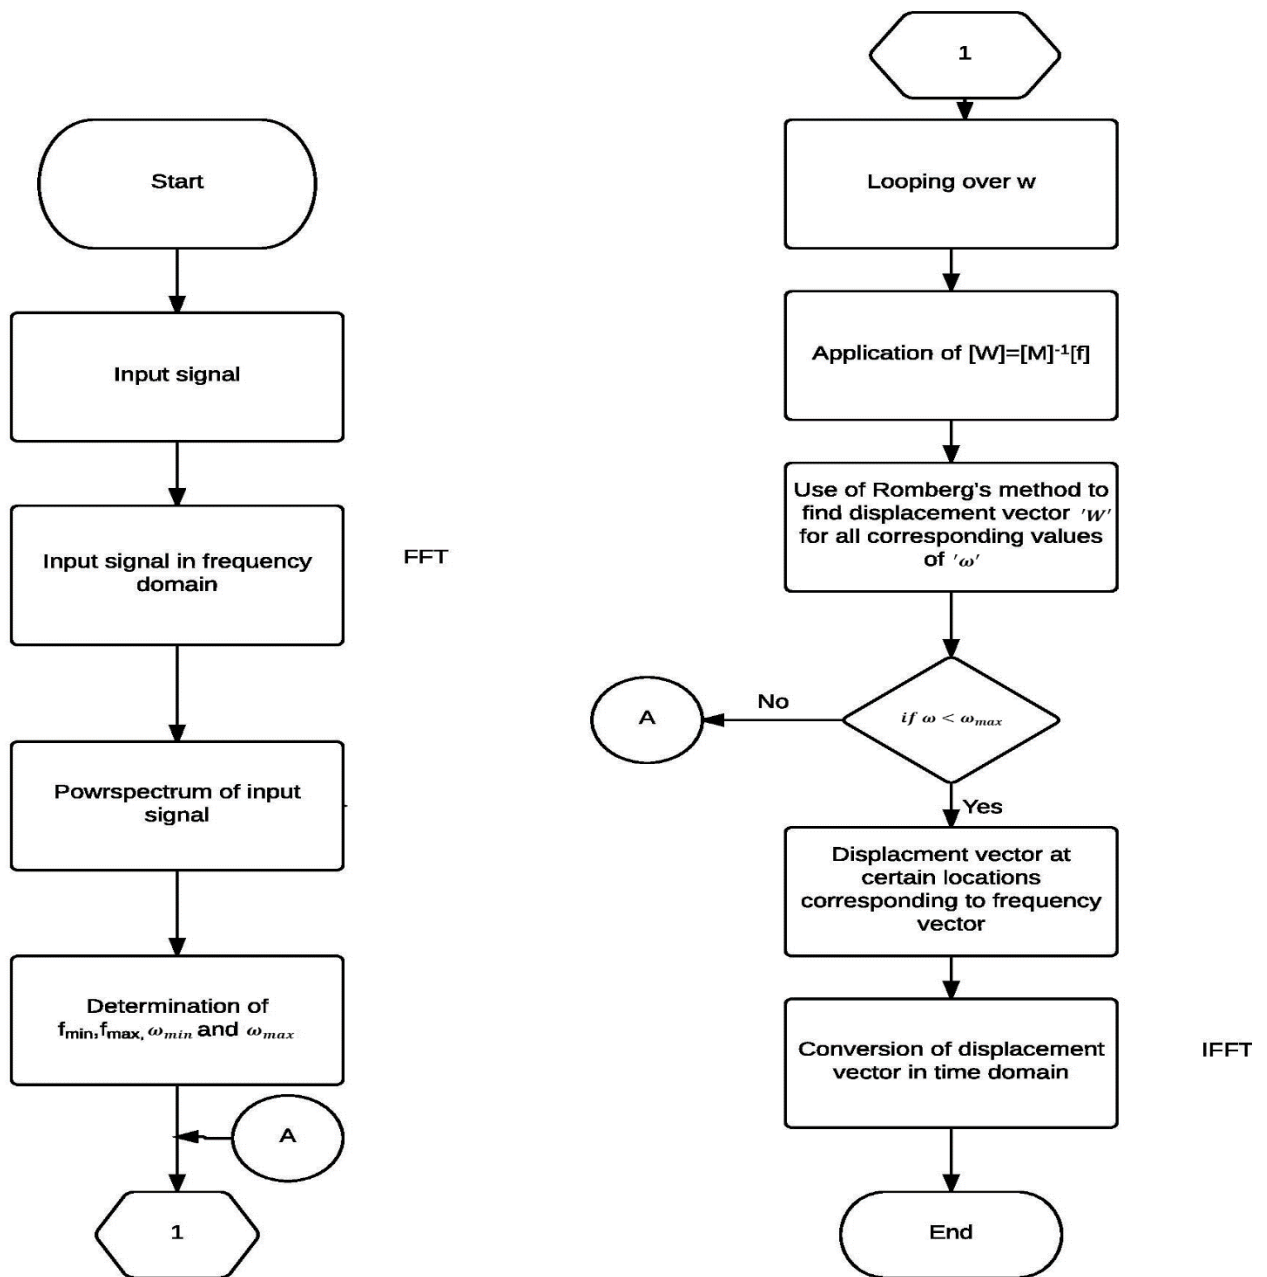 Start
Input signal
Input signal in frequency
domain
FFT
Powrspectrum of input
signal
Determination of
fmin,fmax, ωmin and ωmax
A
1
1
Looping over w
Application of [W]=[M]-1[f]
Use of Romberg's method to
find displacement vector 'W'
for all corresponding values
of 'ω'
if ω < ωmax
No
A
Yes
Displacment vector at
certain locations
corresponding to frequency
vector
Conversion of displacement
vector in time domain
IFFT
End